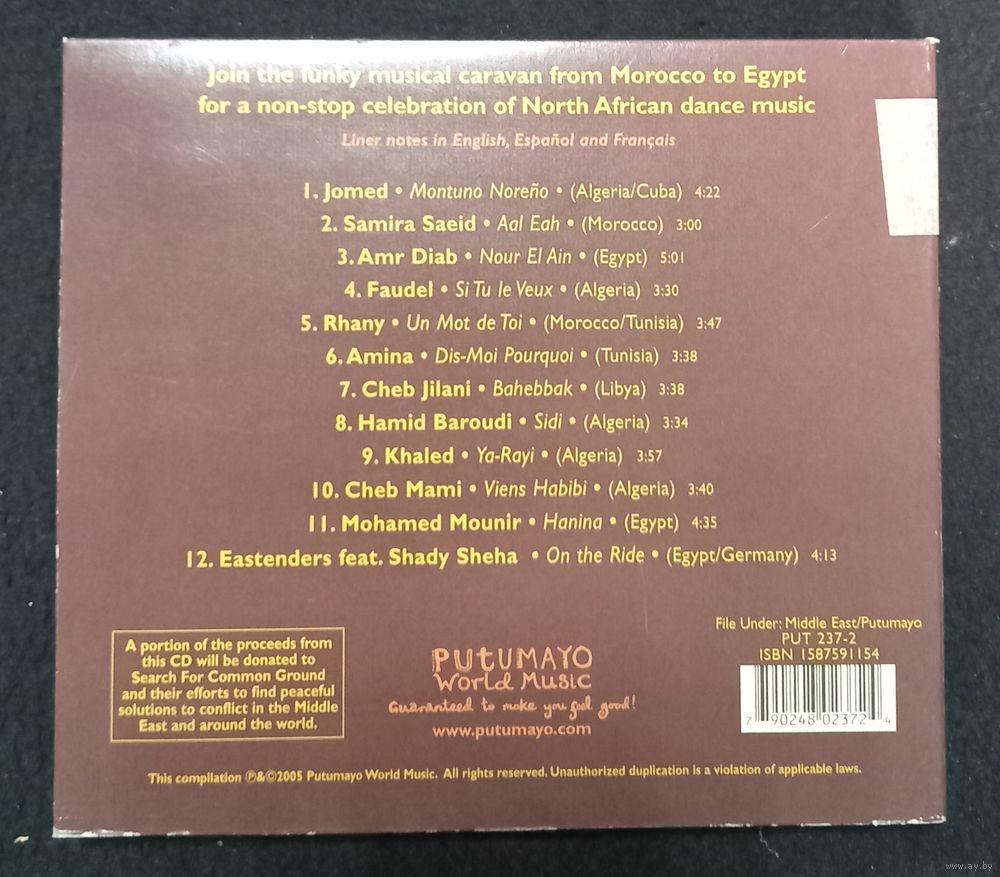 Join the funky musical caravan from Morocco to Egypt
for a non-stop celebration of North African dance music
Liner notes in English, Español and Français
1. Jomed • Montuno Noreño • (Algeria/Cuba) 4:22
2. Samira Saeid • Aal Eah • (Morocco) 3:00
3. Amr Diab • Nour El Ain • (Egypt) 5:01
4. Faudel • Si Tu le Veux • (Algeria) 3:30
5. Rhany • Un Mot de Toi • (Morocco/Tunisia) 3:47
6. Amina • Dis-Moi Pourquoi • (Tunisia) 3:38
7. Cheb Jilani • Bahebbak • (Libya) 3:38
8. Hamid Baroudi • Sidi • (Algeria) 3:34
9. Khaled • Ya-Rayi • (Algeria) 3:57
10. Cheb Mami • Viens Habibi • (Algeria) 3:40
11. Mohamed Mounir • Hanina • (Egypt) 4:35
12. Eastenders feat. Shady Sheha • On the Ride • (Egypt/Germany) 4:13
A portion of the proceeds from
this CD will be donated to
Search For Common Ground
and their efforts to find peaceful
solutions to conflict in the Middle
East and around the world.
PUTUMAYO
World Music
Guaranteed to make you feel good!
www.putumayo.com
File Under: Middle East/Putumayo
PUT 237-2
ISBN 1587591154
7 90248 02372 4
This compilation ℗&©2005 Putumayo World Music. All rights reserved. Unauthorized duplication is a violation of applicable laws.
www.ay.by